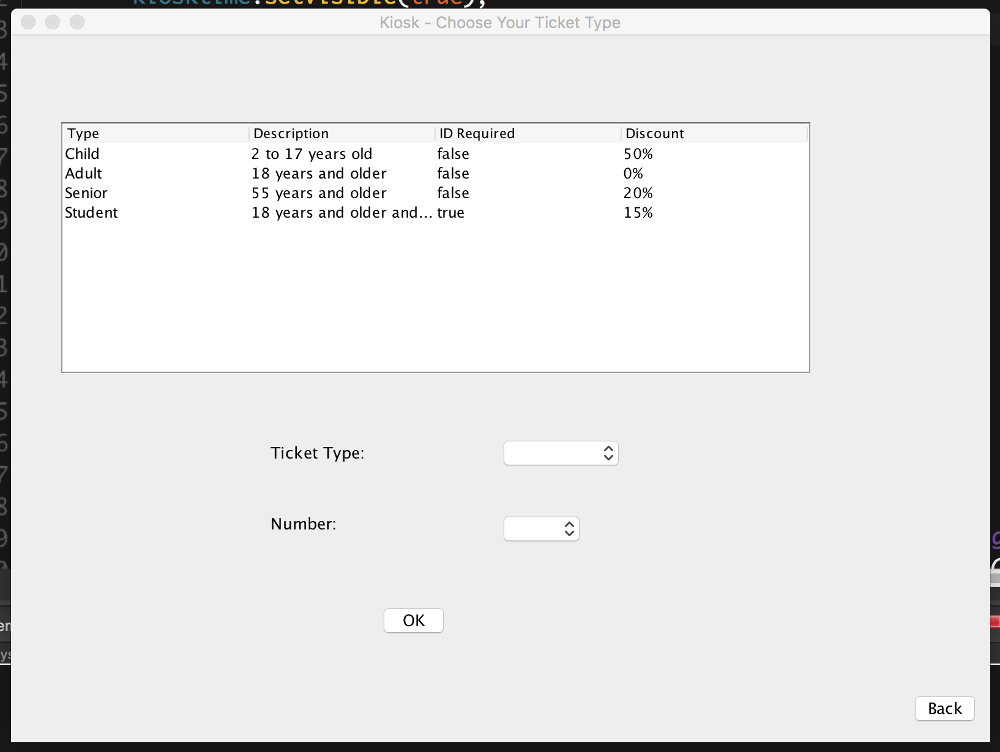 .setVisible(true);
Kiosk - Choose Your Ticket Type
Type Description ID Required Discount
Child 2 to 17 years old false 50%
Adult 18 years and older false 0%
Senior 55 years and older false 20%
Student 18 years and older and... true 15%
Ticket Type:
Number:
OK
Back